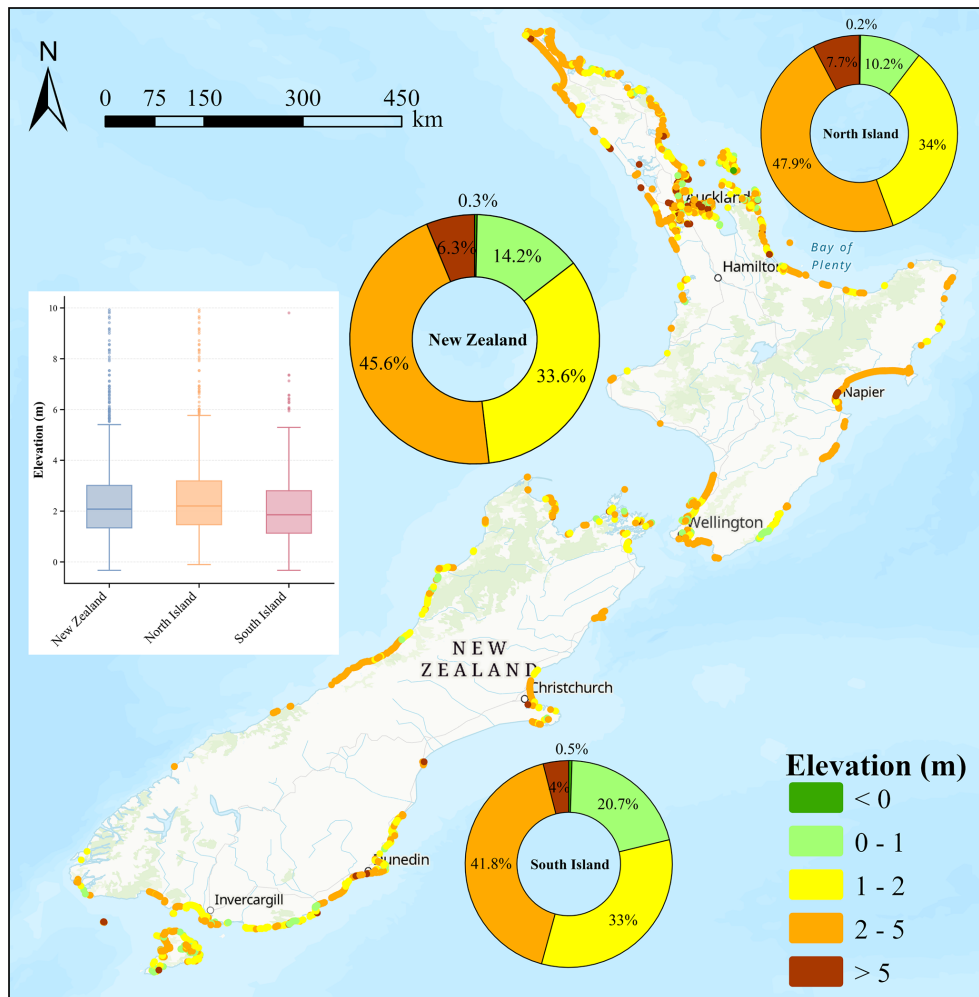 N
0 75 150 300 450
km
0.2%
7.7%
10.2%
47.9%
North Island
34%
0.3%
6.3%
14.2%
45.6%
New Zealand
33.6%
Auckland
Bay of
Plenty
Hamilton
Napier
Wellington
Elevation (m)
10
8
6
4
2
0
New Zealand
North Island
South Island
NEW
ZEALAND
Christchurch
Dunedin
Invercargill
0.5%
4%
20.7%
41.8%
South Island
33%
Elevation (m)
< 0
0 - 1
1 - 2
2 - 5
> 5